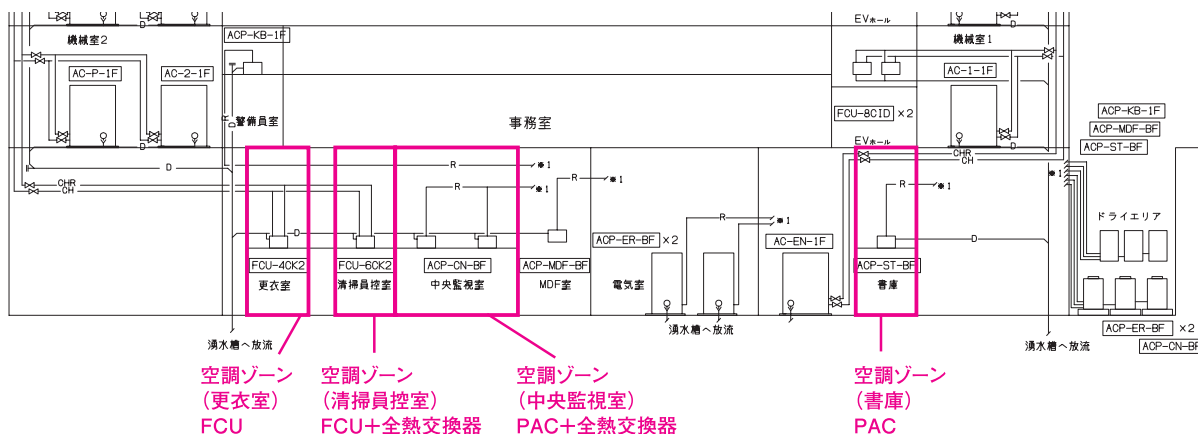 EVホール
D
D
機械室2
ACP-KB-1F
機械室1
AC-P-1F
AC-2-1F
AC-1-1F
R
D
警備員室
事務室
FCU-8CID ×2
ACP-KB-1F
ACP-MDF-BF
ACP-ST-BF
D
D
EVホール
D
CHR
CH
D
R
※1
CHR
CH
R
※1
R
※1
R
※1
※1
D
R
※1
D
ドライエリア
FCU-4CK2
FCU-6CK2
ACP-CN-BF
ACP-MDF-BF
ACP-ER-BF ×2
AC-EN-1F
ACP-ST-BF
更衣室
清掃員控室
中央監視室
MDF室
電気室
書庫
湧水槽へ放流
湧水槽へ放流
湧水槽へ放流
ACP-ER-BF ×2
ACP-CN-BF
空調ゾーン
(更衣室)
FCU
空調ゾーン
(清掃員控室)
FCU+全熱交換器
空調ゾーン
(中央監視室)
PAC+全熱交換器
空調ゾーン
(書庫)
PAC